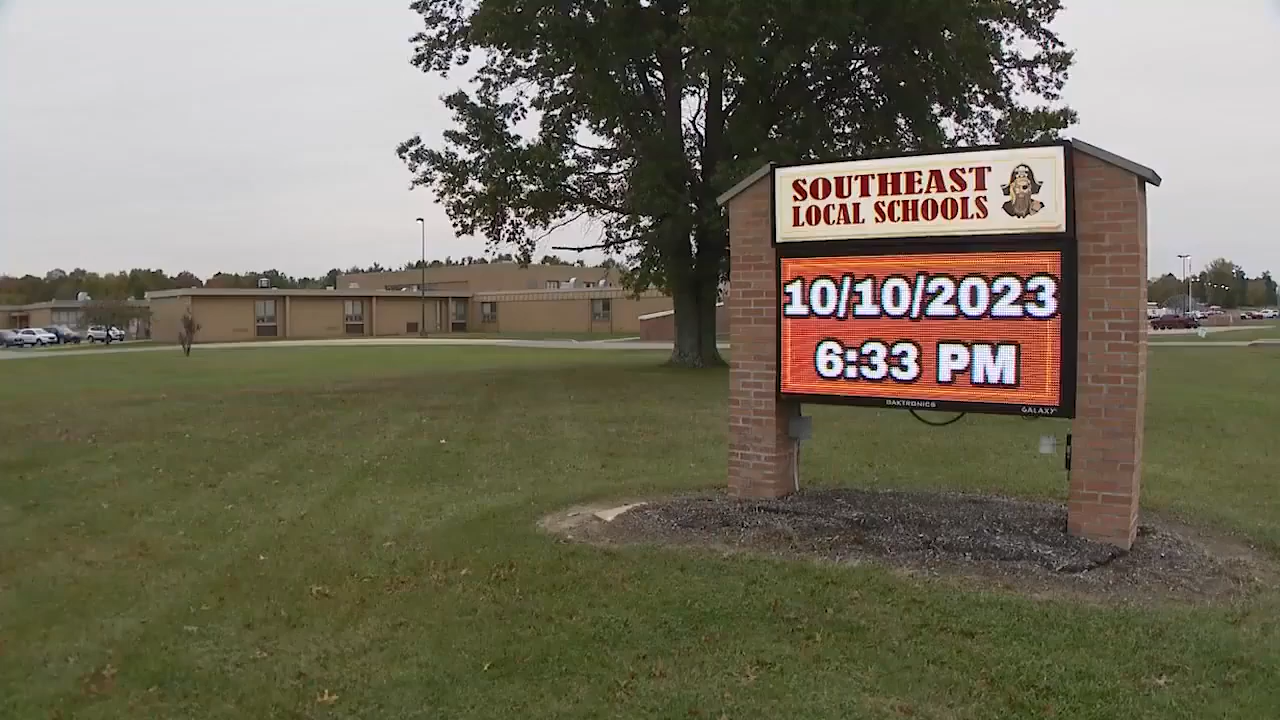 SOUTHEAST
LOCAL SCHOOLS
10/10/2023
6:33 PM
DAKTRONICS
GALAXY